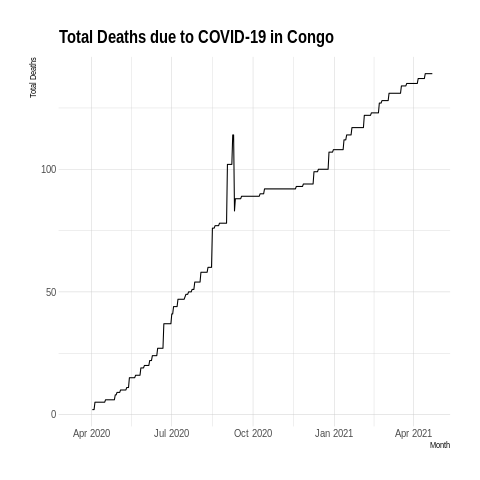 Total Deaths due to COVID-19 in Congo
Total Deaths
100
50
0
Apr 2020 Jul 2020 Oct 2020 Jan 2021 Apr 2021
Month